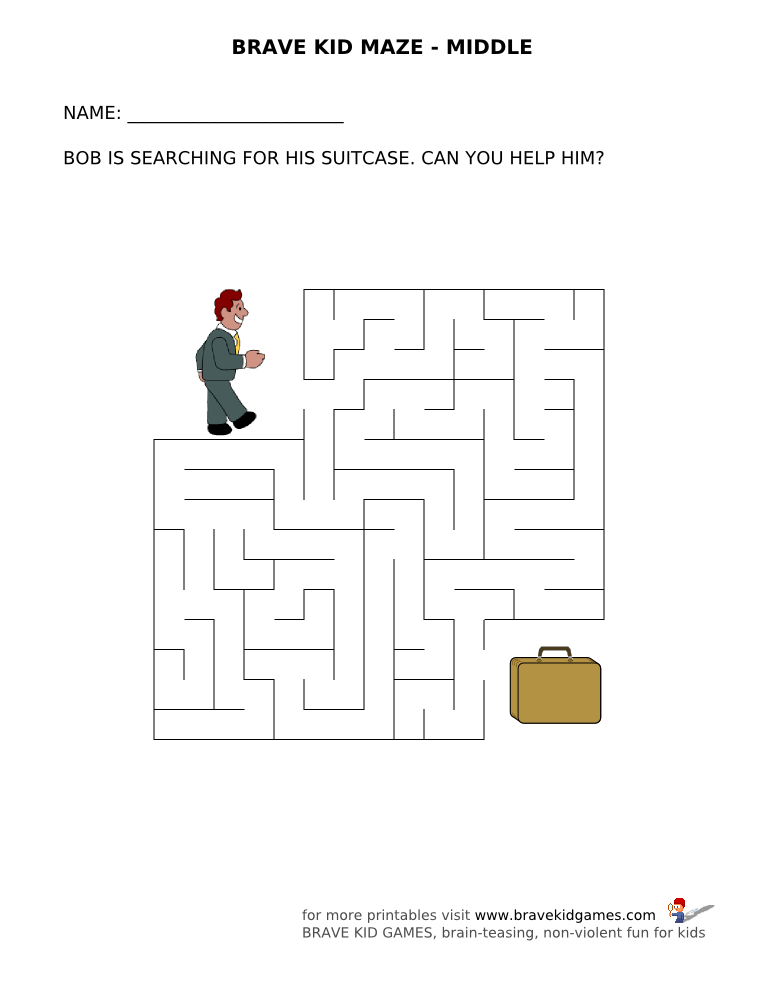 BRAVE KID MAZE - MIDDLE
NAME: ________________________
BOB IS SEARCHING FOR HIS SUITCASE. CAN YOU HELP HIM?
for more printables visit www.bravekidgames.com
BRAVE KID GAMES, brain-teasing, non-violent fun for kids